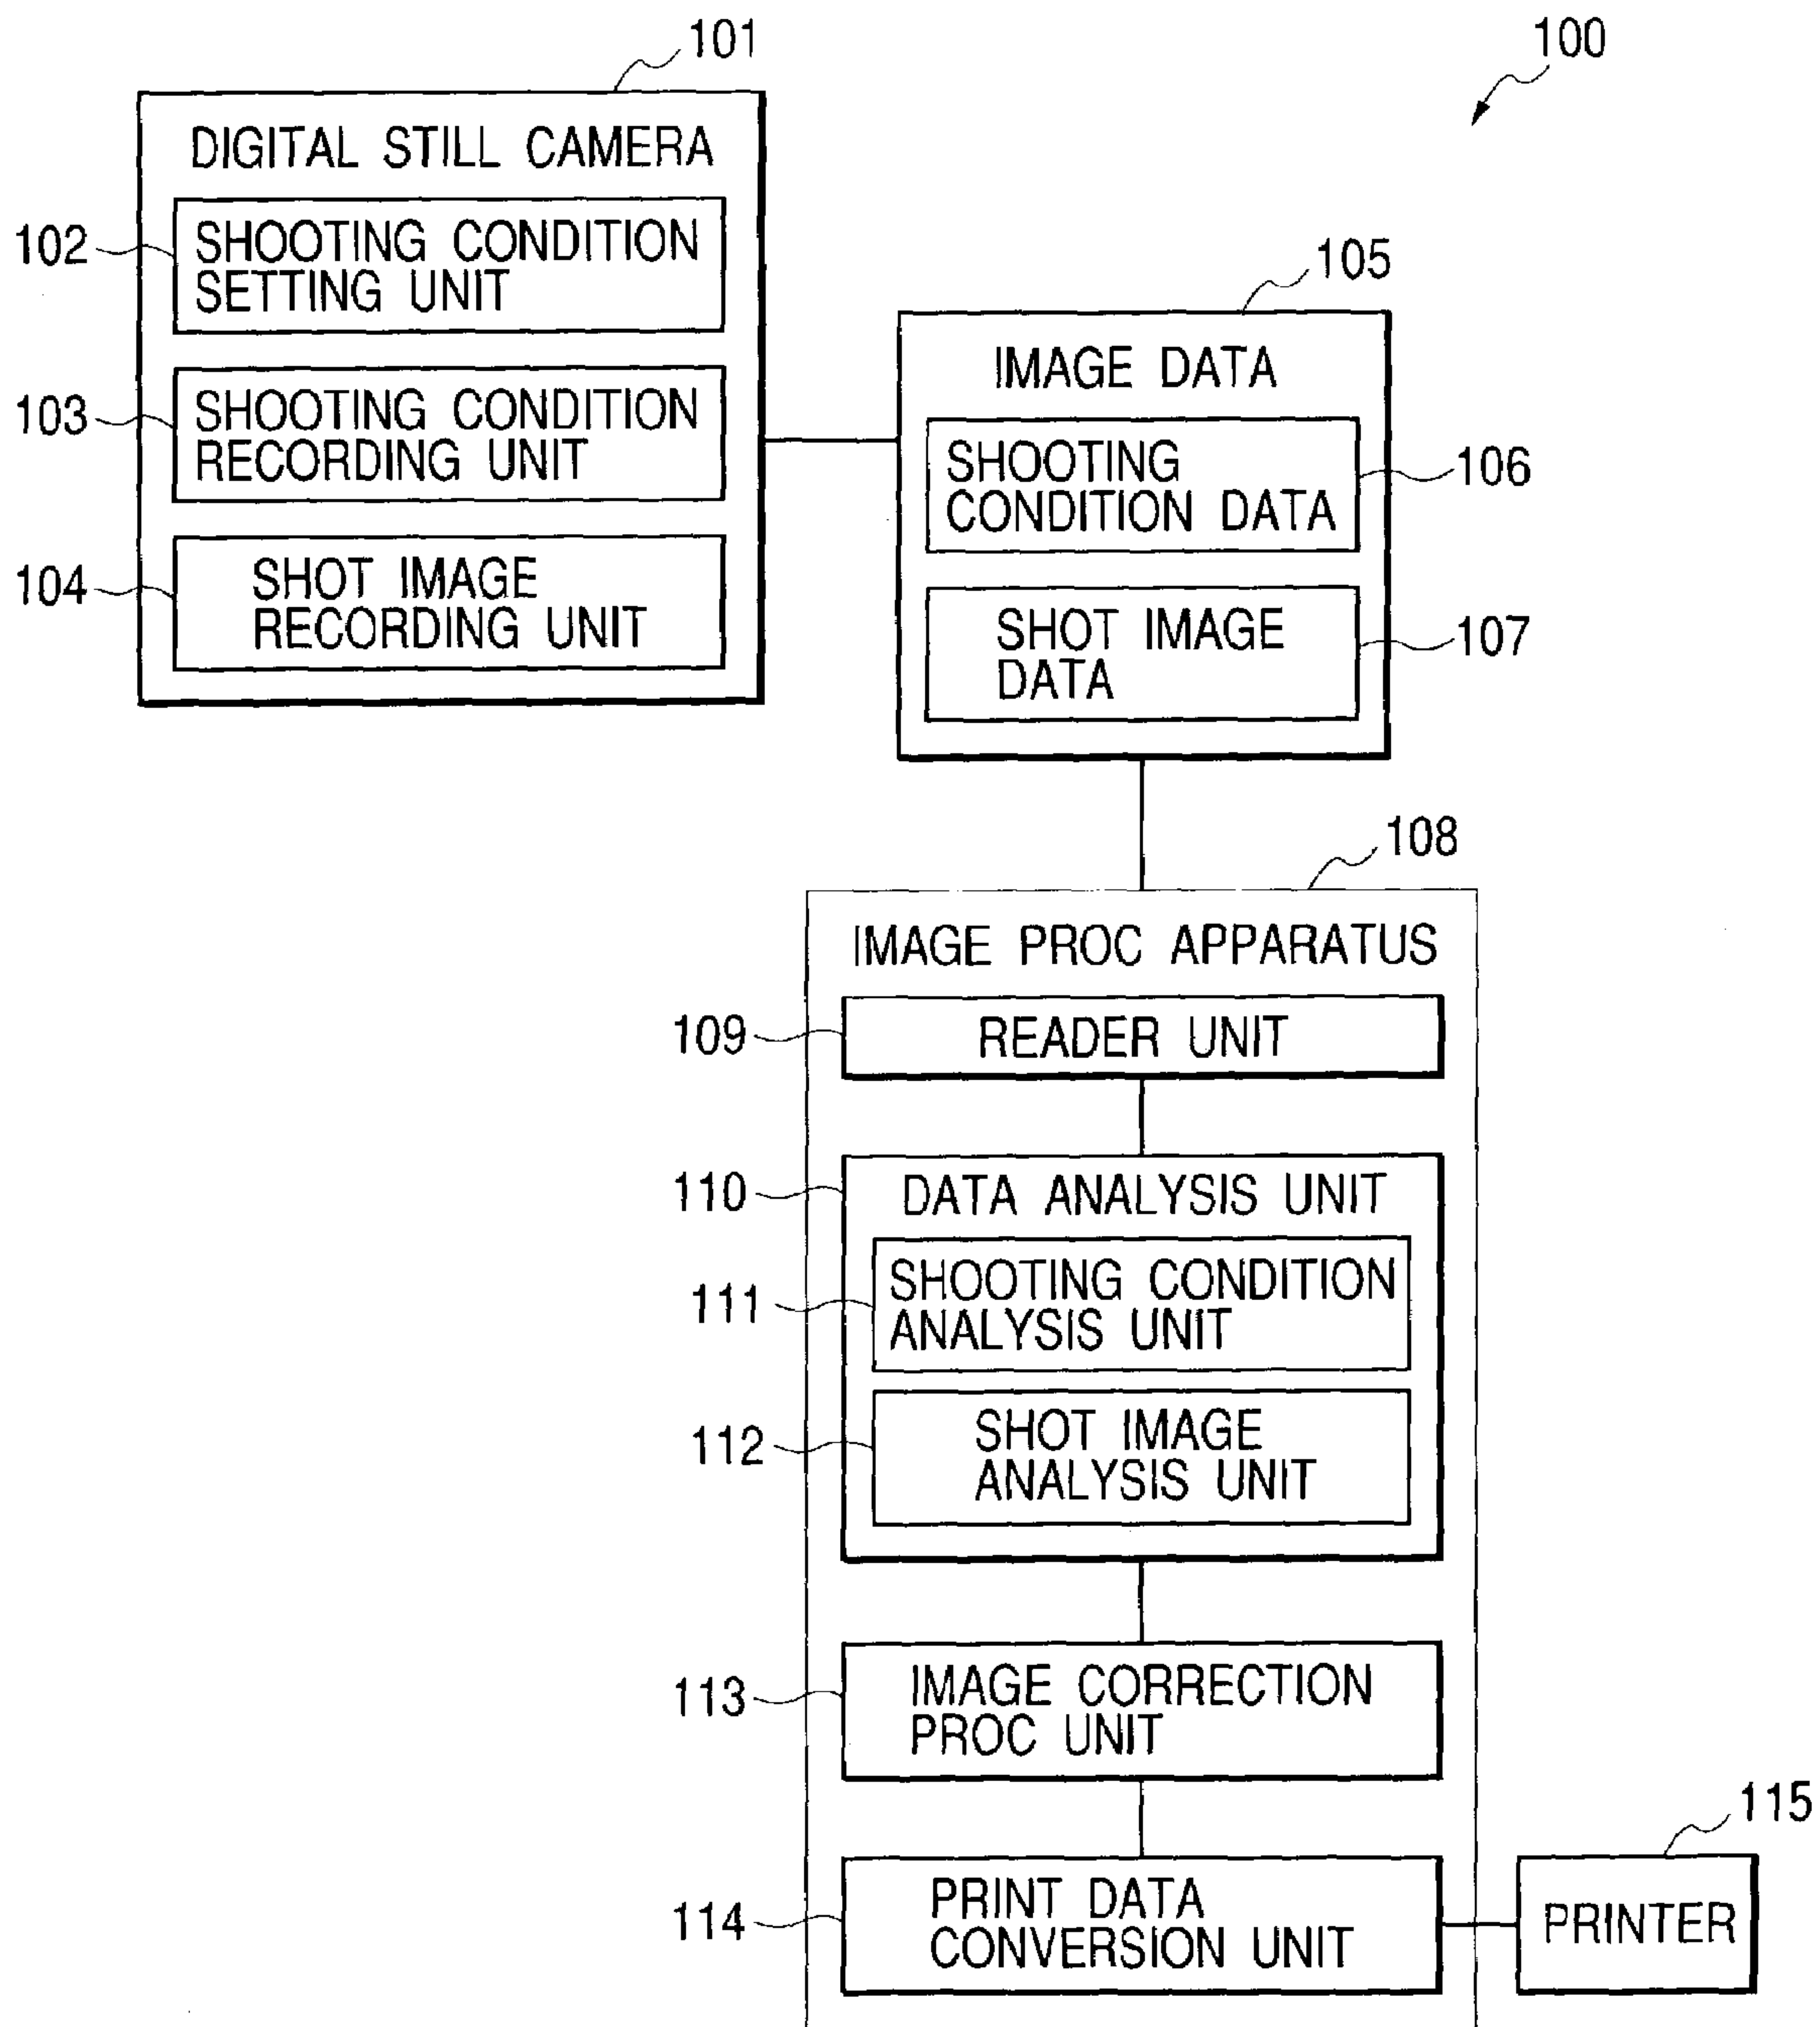 101
100
DIGITAL STILL CAMERA
102
SHOOTING CONDITION
SETTING UNIT
103
SHOOTING CONDITION
RECORDING UNIT
104
SHOT IMAGE
RECORDING UNIT
105
IMAGE DATA
SHOOTING
CONDITION DATA
106
SHOT IMAGE
DATA
107
108
IMAGE PROC APPARATUS
109
READER UNIT
110
DATA ANALYSIS UNIT
111
SHOOTING CONDITION
ANALYSIS UNIT
112
SHOT IMAGE
ANALYSIS UNIT
113
IMAGE CORRECTION
PROC UNIT
114
PRINT DATA
CONVERSION UNIT
115
PRINTER